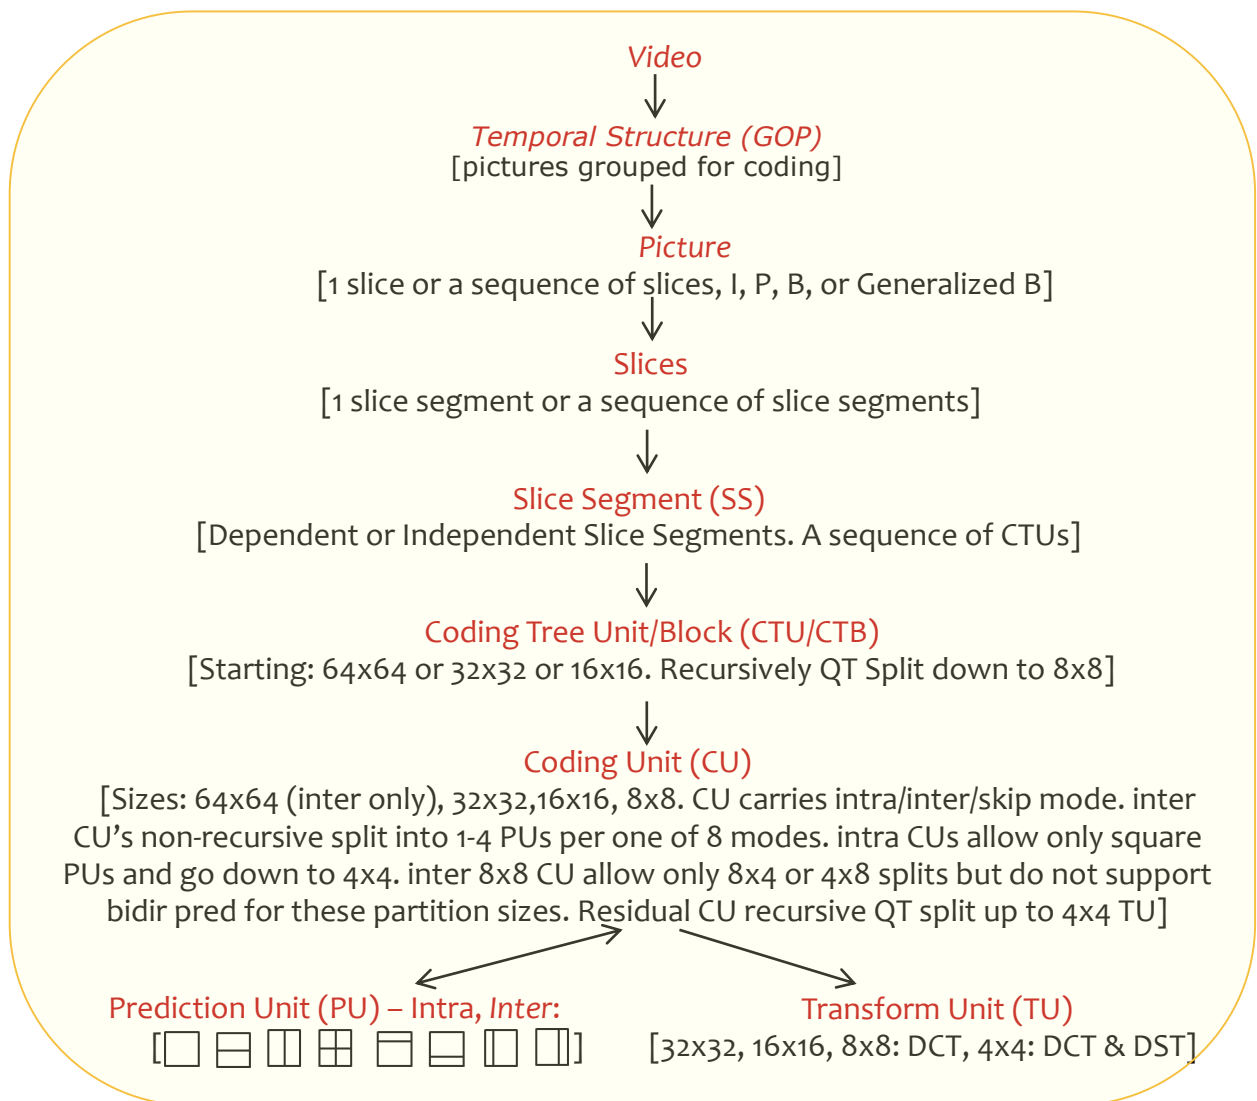 Video
Temporal Structure (GOP)
[pictures grouped for coding]
Picture
[1 slice or a sequence of slices, I, P, B, or Generalized B]
Slices
[1 slice segment or a sequence of slice segments]
Slice Segment (SS)
[Dependent or Independent Slice Segments. A sequence of CTUs]
Coding Tree Unit/Block (CTU/CTB)
[Starting: 64x64 or 32x32 or 16x16. Recursively QT Split down to 8x8]
Coding Unit (CU)
[Sizes: 64x64 (inter only), 32x32,16x16, 8x8. CU carries intra/inter/skip mode. inter
CU’s non-recursive split into 1-4 PUs per one of 8 modes. intra CUs allow only square
PUs and go down to 4x4. inter 8x8 CU allow only 8x4 or 4x8 splits but do not support
bidir pred for these partition sizes. Residual CU recursive QT split up to 4x4 TU]
Prediction Unit (PU) – Intra, Inter:
[ ]
Transform Unit (TU)
[32x32, 16x16, 8x8: DCT, 4x4: DCT & DST]